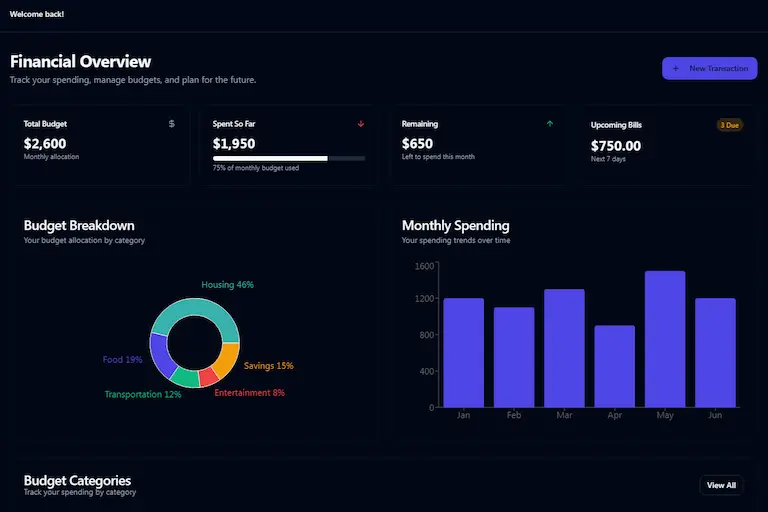 Welcome back!
Financial Overview
Track your spending, manage budgets, and plan for the future.
+ New Transaction
Total Budget
$
$2,600
Monthly allocation
Spent So Far
$1,950
75% of monthly budget used
Remaining
$650
Left to spend this month
Upcoming Bills
3 Due
$750.00
Next 7 days
Budget Breakdown
Your budget allocation by category
Housing 46%
Food 19%
Savings 15%
Transportation 12%
Entertainment 8%
Monthly Spending
Your spending trends over time
1600
1200
800
400
0
Jan Feb Mar Apr May Jun
Budget Categories
Track your spending by category
View All